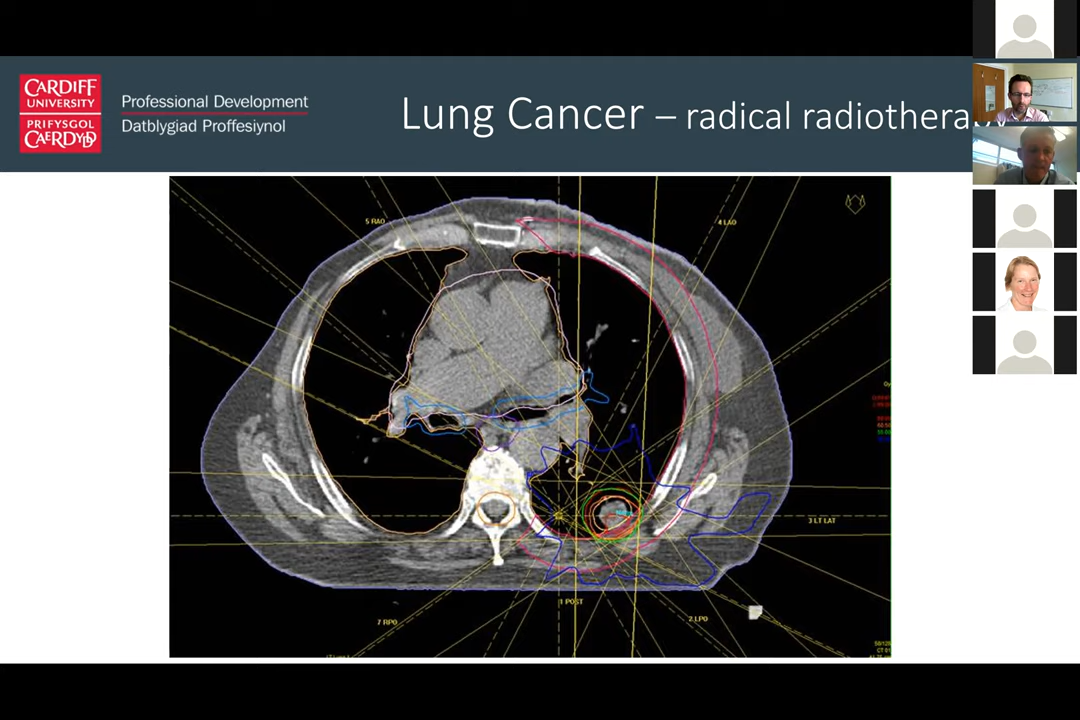 CARDIFF
UNIVERSITY
PRIFYSGOL
CAERDYDD
Professional Development
Datblygiad Proffesiynol
Lung Cancer – radical radiothera
5 RAO
4 LAO
3 LT LAT
1 POST
2 LPO
7 RPO